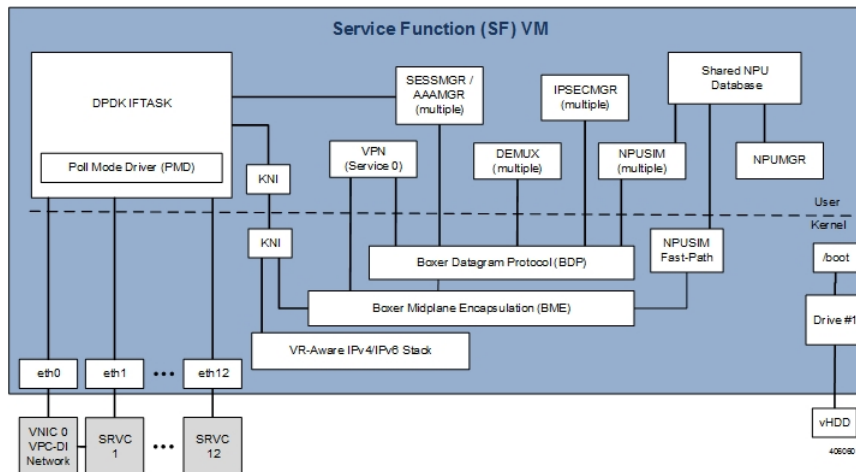 Service Function (SF) VM
DPDK IFTASK
Poll Mode Driver (PMD)
SESSMGR /
AAAMGR
(multiple)
IPSECMGR
(multiple)
Shared NPU
Database
VPN
(Service 0)
DEMUX
(multiple)
NPUSIM
(multiple)
NPUMGR
KNI
User
Kernel
KNI
Boxer Datagram Protocol (BDP)
NPUSIM
Fast-Path
/boot
Boxer Midplane Encapsulation (BME)
Drive #1
VR-Aware IPv4/IPv6 Stack
eth0
eth1
•••
eth12
VNIC 0
VPC-DI
Network
SRVC
1
•••
SRVC
12
vHDD
406060